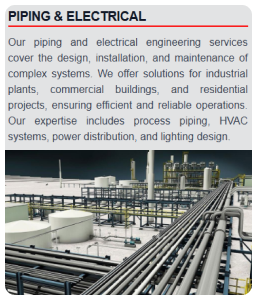 PIPING & ELECTRICAL
Our piping and electrical engineering services
cover the design, installation, and maintenance of
complex systems. We offer solutions for industrial
plants, commercial buildings, and residential
projects, ensuring efficient and reliable operations.
Our expertise includes process piping, HVAC
systems, power distribution, and lighting design.